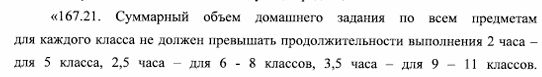 «167.21. Суммарный объем домашнего задания по всем предметам
для каждого класса не должен превышать продолжительности выполнения 2 часа –
для 5 класса, 2,5 часа – для 6 - 8 классов, 3,5 часа – для 9 – 11 классов.